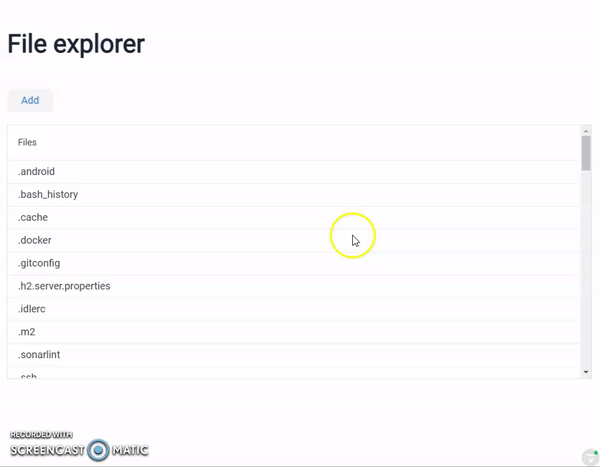 File explorer
Add
Files
.android
.bash_history
.cache
.docker
.gitconfig
.h2.server.properties
.idlerc
.m2
.sonarlint
.ssh
RECORDED WITH
SCREENCAST MATIC